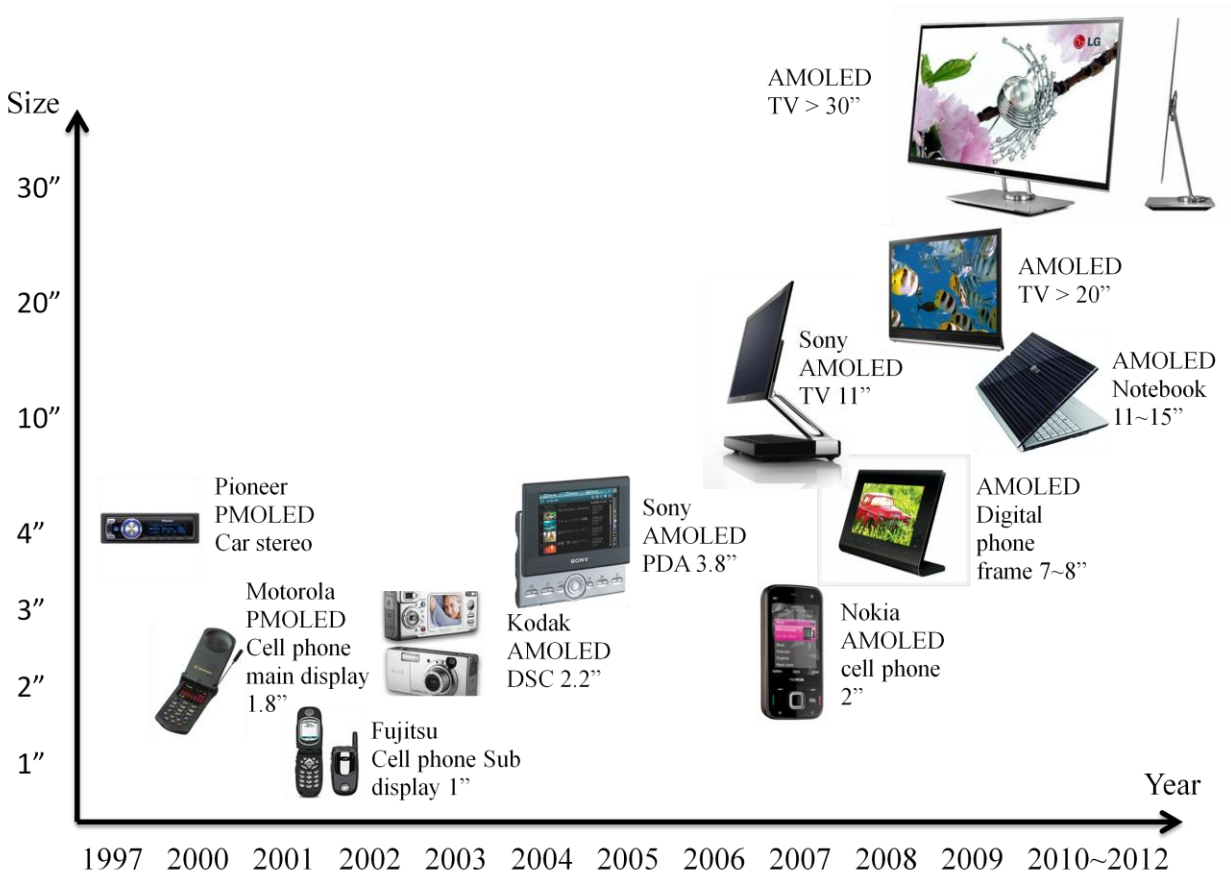 AMOLED
TV > 30”
LG
Size
30”
AMOLED
TV > 20”
20”
Sony
AMOLED
TV 11”
AMOLED
Notebook
11~15”
10”
Pioneer
PMOLED
Car stereo
Sony
AMOLED
PDA 3.8”
SONY
AMOLED
Digital
phone
frame 7~8”
4”
Motorola
PMOLED
Cell phone
main display
1.8”
3”
Kodak
AMOLED
DSC 2.2”
Nokia
AMOLED
cell phone
2”
NOKIA
2”
Fujitsu
Cell phone Sub
display 1”
1”
Year
1997 2000 2001 2002 2003 2004 2005 2006 2007 2008 2009 2010~2012